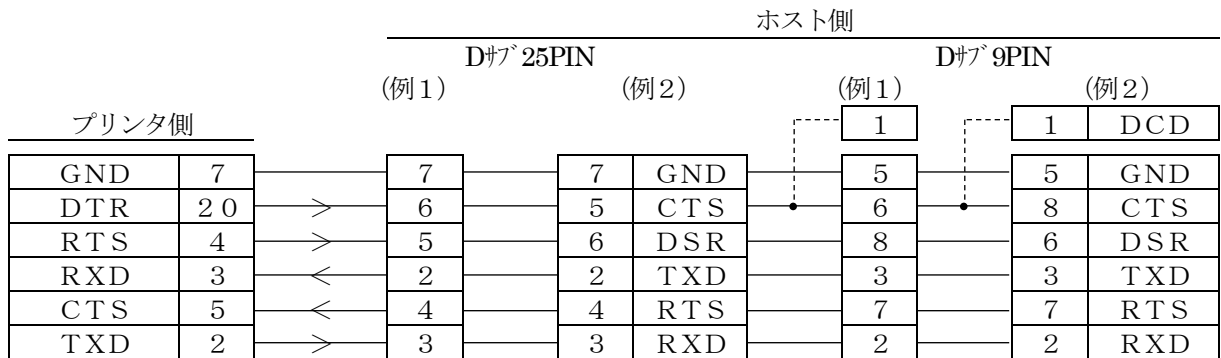 ホスト側
Dｻﾌﾞ25PIN Dｻﾌﾞ9PIN
(例１) (例２) (例１) (例２)
プリンタ側 1 1 DCD
GND 7 7 7 GND 5 5 GND
DTR 20 6 5 CTS 6 8 CTS
RTS 4 5 6 DSR 8 6 DSR
RXD 3 2 2 TXD 3 3 TXD
CTS 5 4 4 RTS 7 7 RTS
TXD 2 3 3 RXD 2 2 RXD